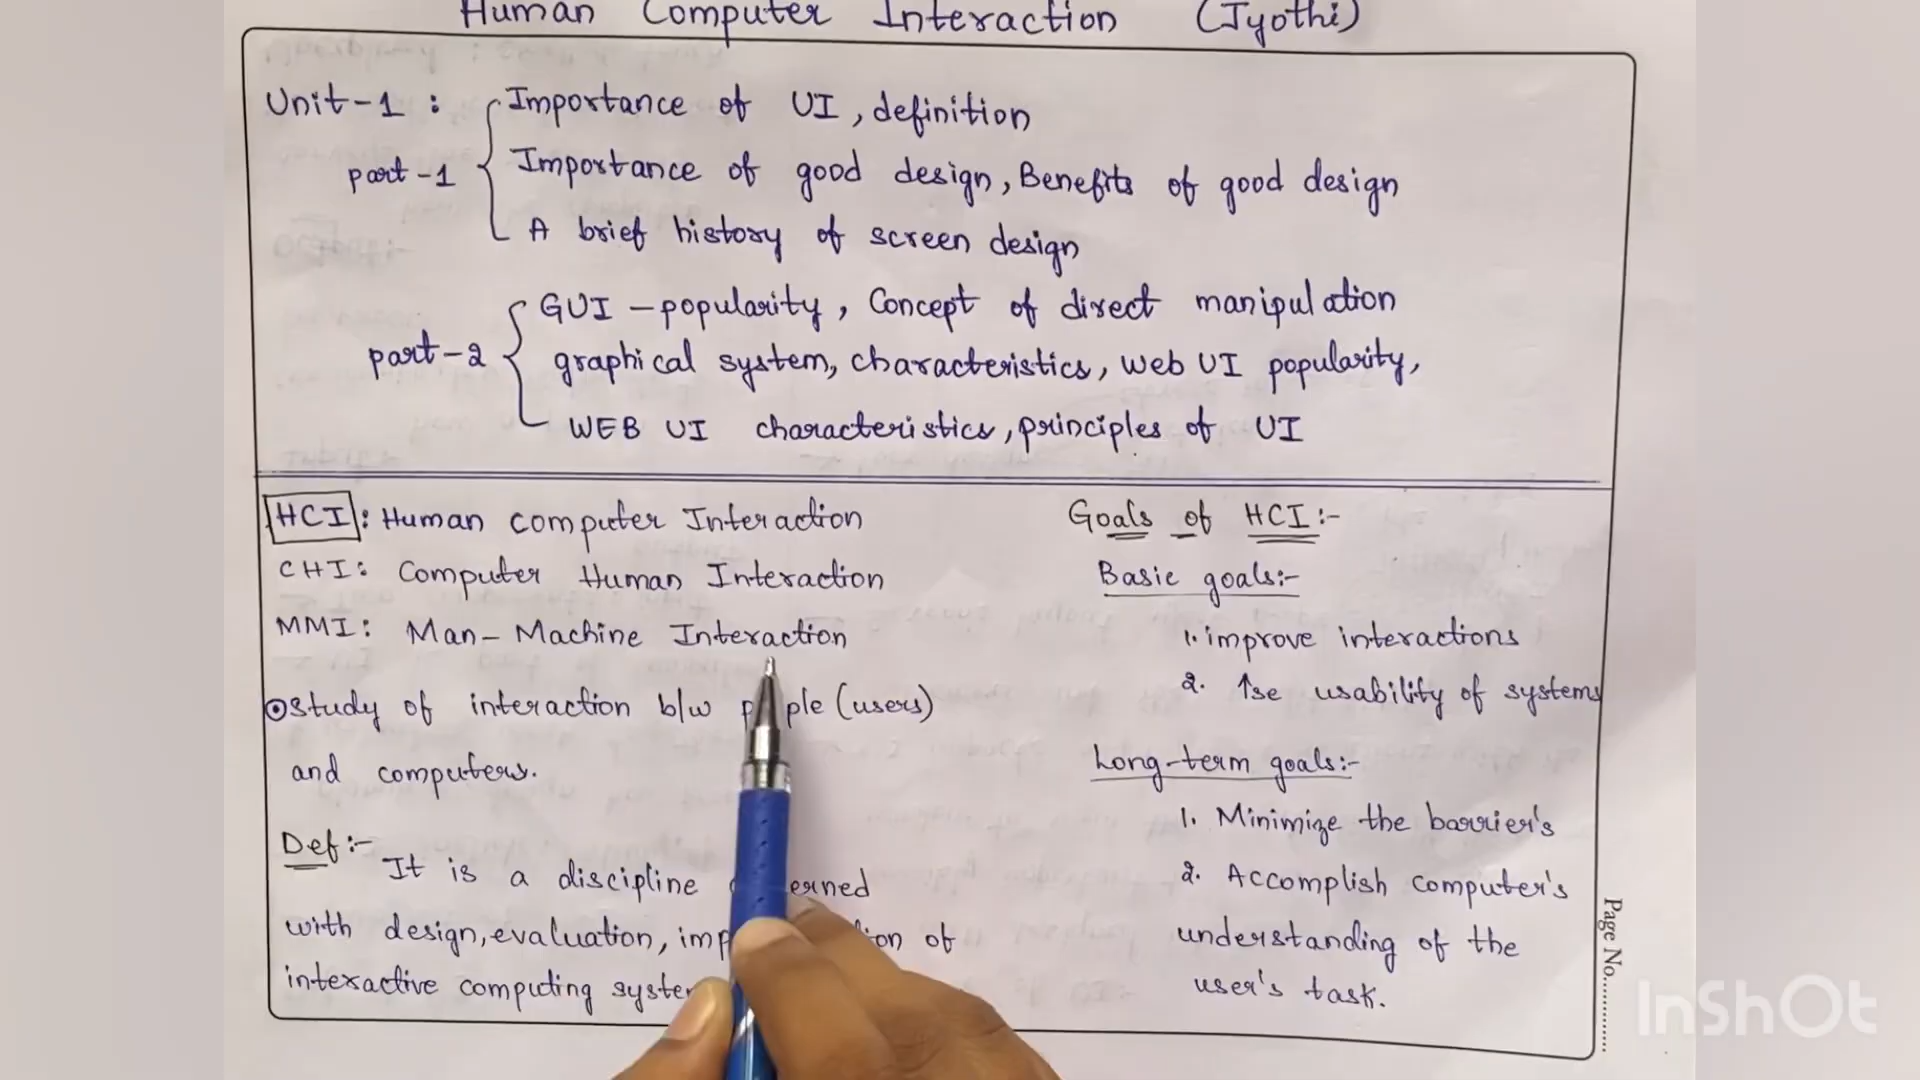 Human Computer Interaction (Jyothi)
Unit-1 : Importance of UI, definition
part-1 Importance of good design, Benefits of good design
A brief history of screen design
GUI - popularity, Concept of direct manipulation
part-2 graphical system, characteristics, Web UI popularity,
WEB UI characteristics, principles of UI
HCI : Human computer Interaction
CHI : Computer Human Interaction
MMI : Man-Machine Interaction
study of interaction b/w (users)
and computers.
Def :-
It is a discipline
with design, evaluation, of
interactive computing
Goals of HCI :-
Basic goals :-
1. improve interactions
2. ↑se usability of systems
Long-term goals :-
1. Minimize the barrier's
2. Accomplish computer's
understanding of the
user's task.
Page No............
InShOt